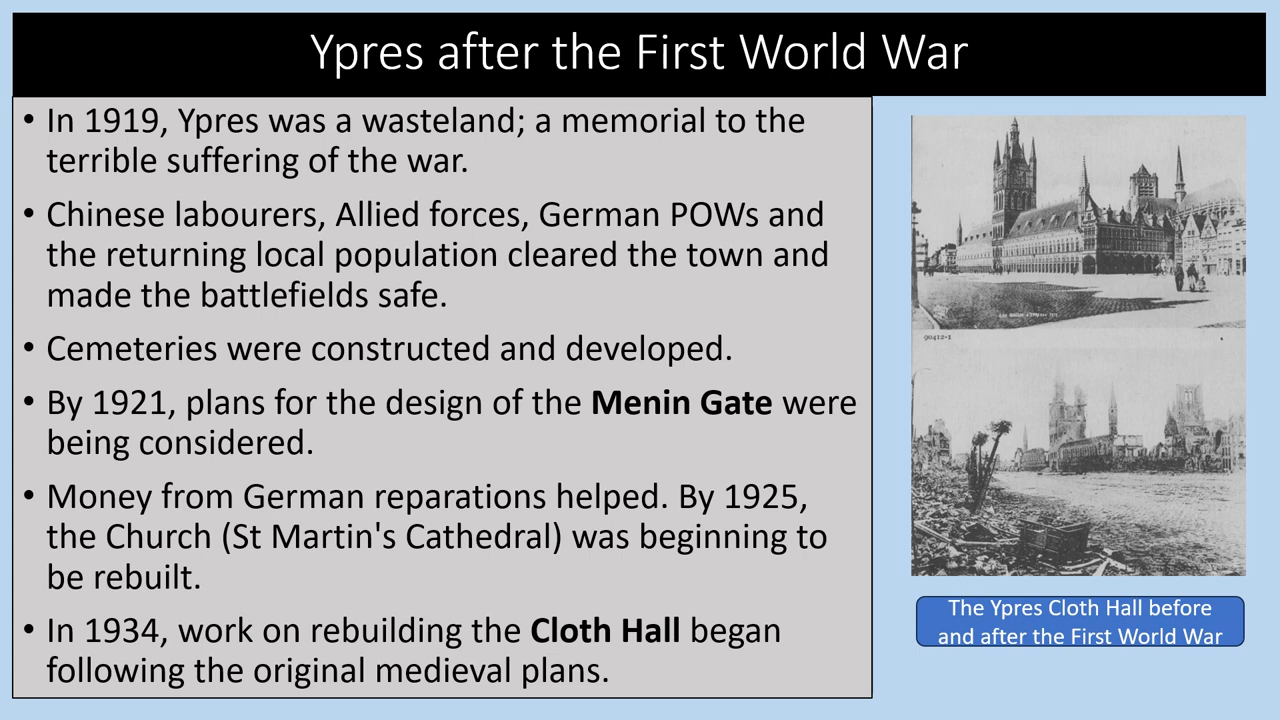 Ypres after the First World War
• In 1919, Ypres was a wasteland; a memorial to the
terrible suffering of the war.
• Chinese labourers, Allied forces, German POWs and
the returning local population cleared the town and
made the battlefields safe.
• Cemeteries were constructed and developed.
• By 1921, plans for the design of the Menin Gate were
being considered.
• Money from German reparations helped. By 1925,
the Church (St Martin's Cathedral) was beginning to
be rebuilt.
• In 1934, work on rebuilding the Cloth Hall began
following the original medieval plans.
90412-1
The Ypres Cloth Hall before
and after the First World War